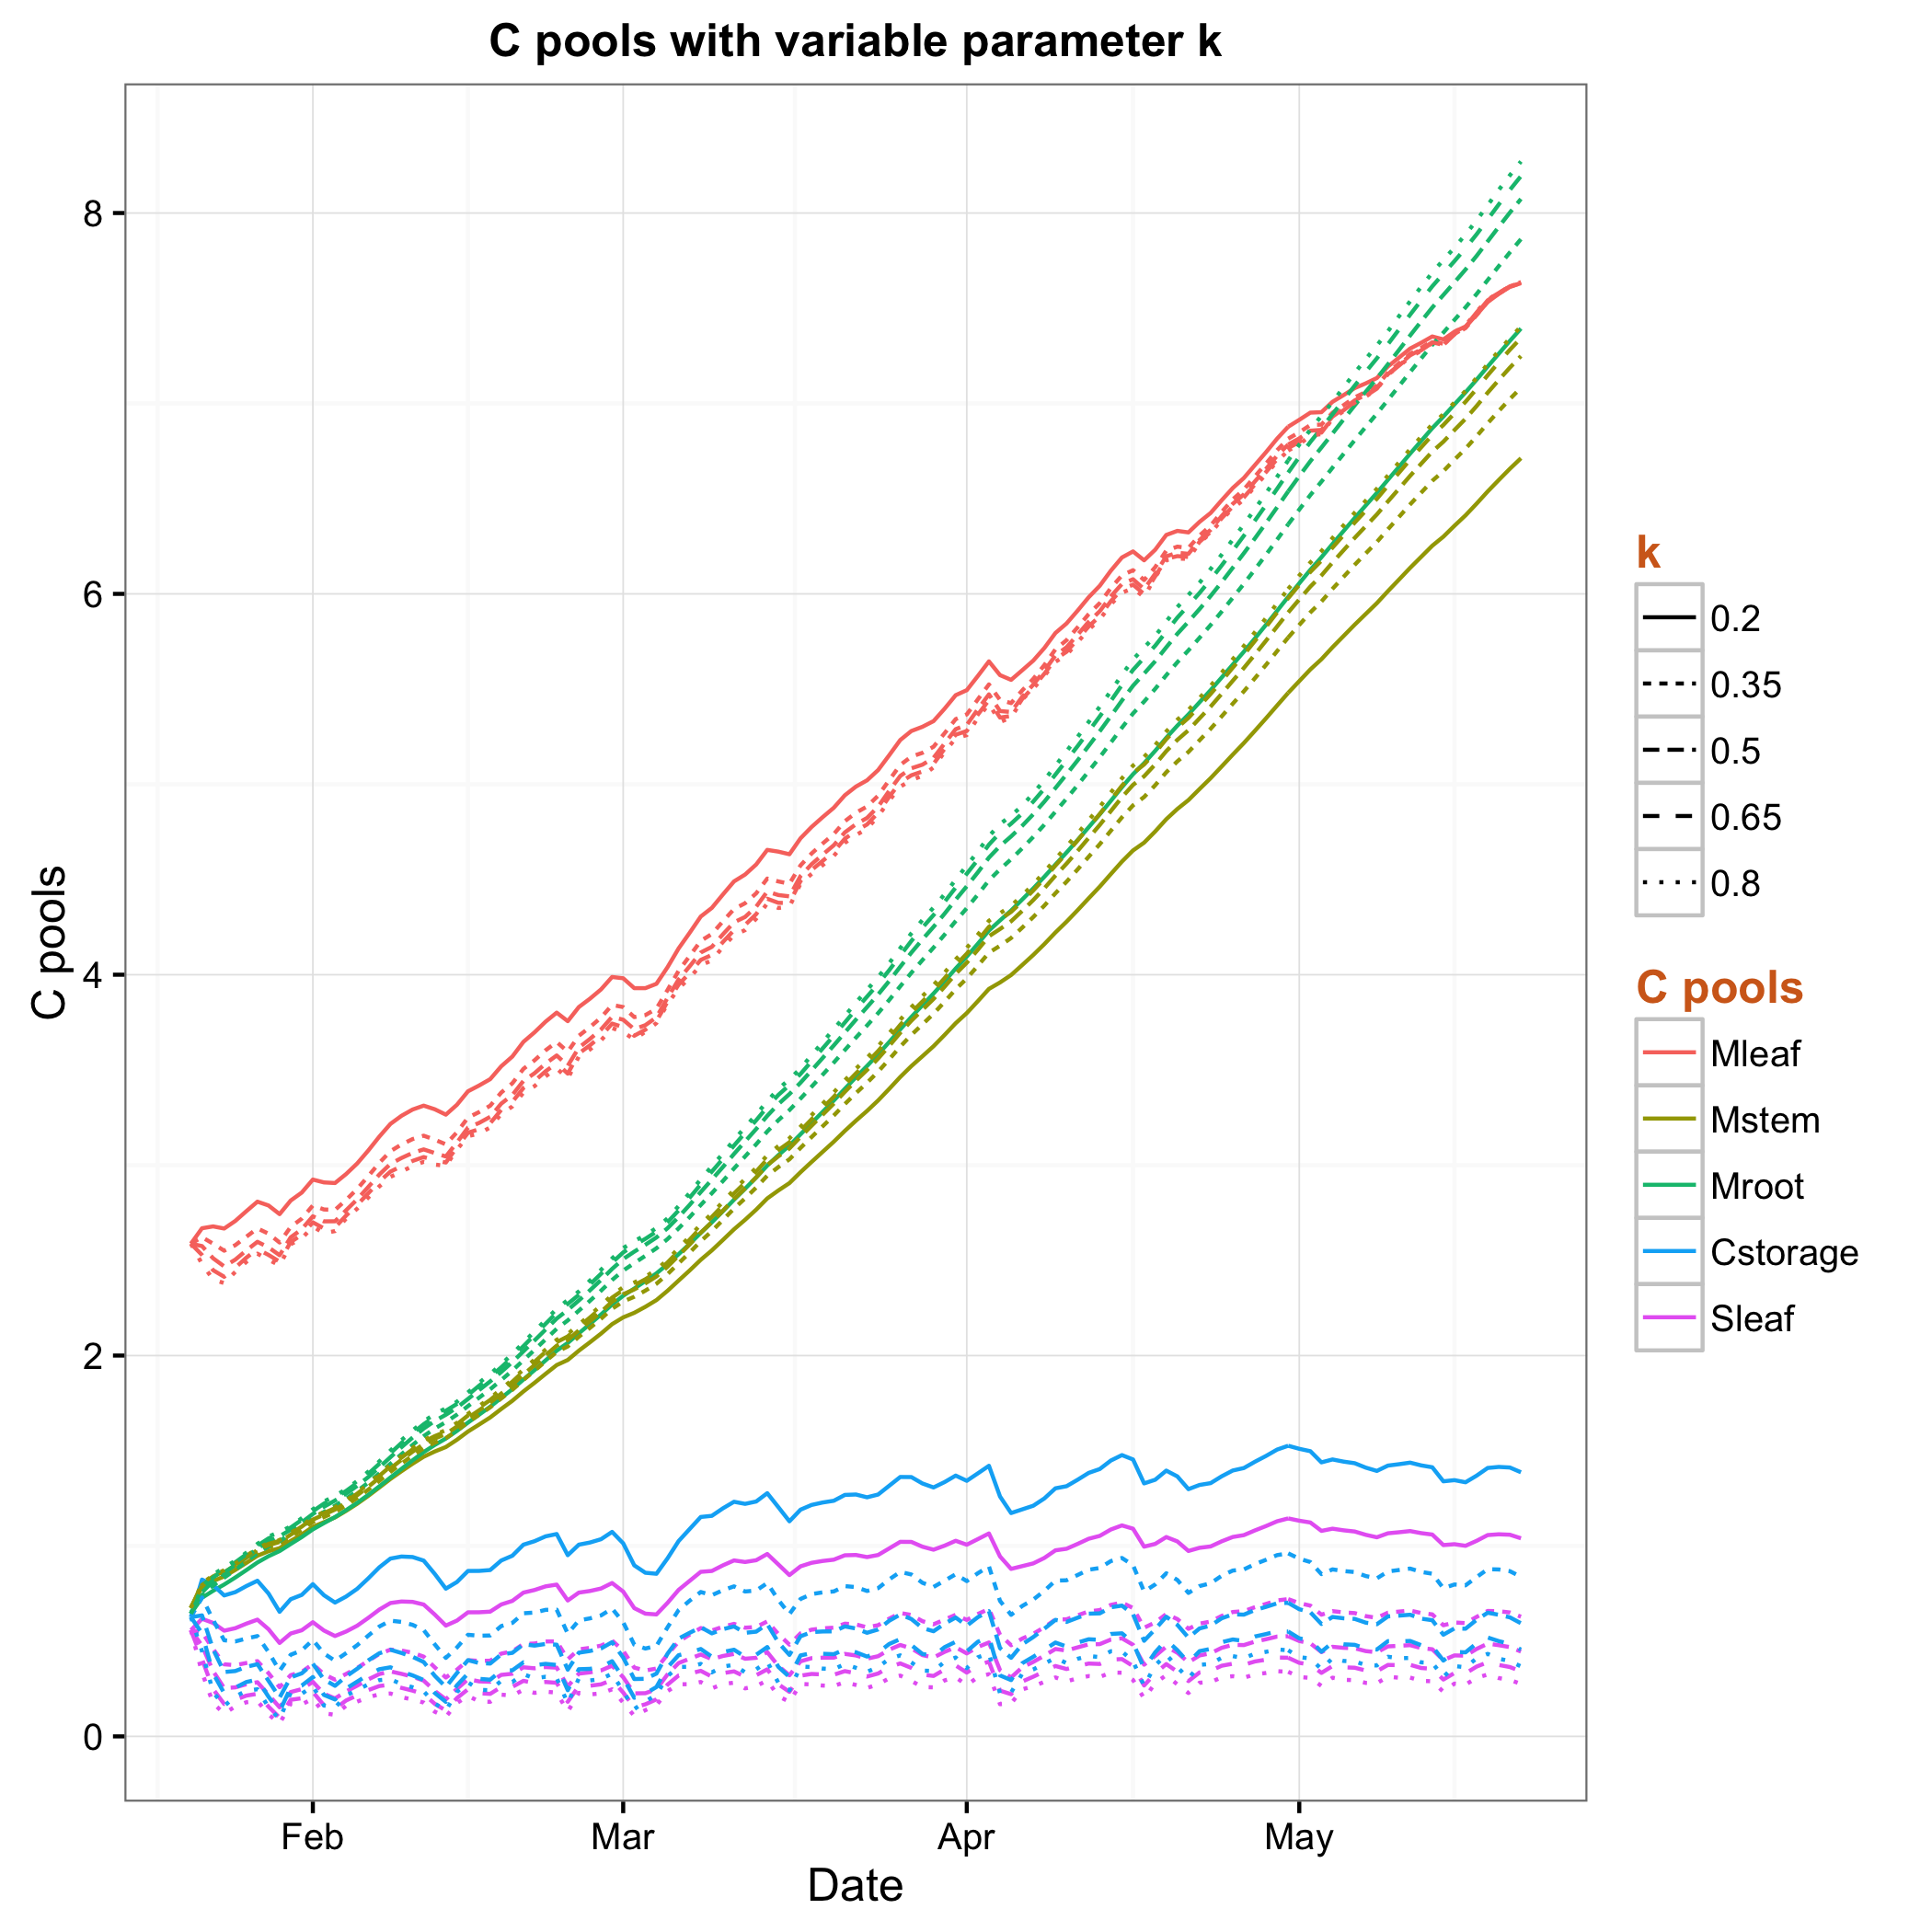 C pools with variable parameter k
8
6
4
2
0
C pools
Feb Mar Apr May
Date
k
0.2
0.35
0.5
0.65
0.8
C pools
Mleaf
Mstem
Mroot
Cstorage
Sleaf